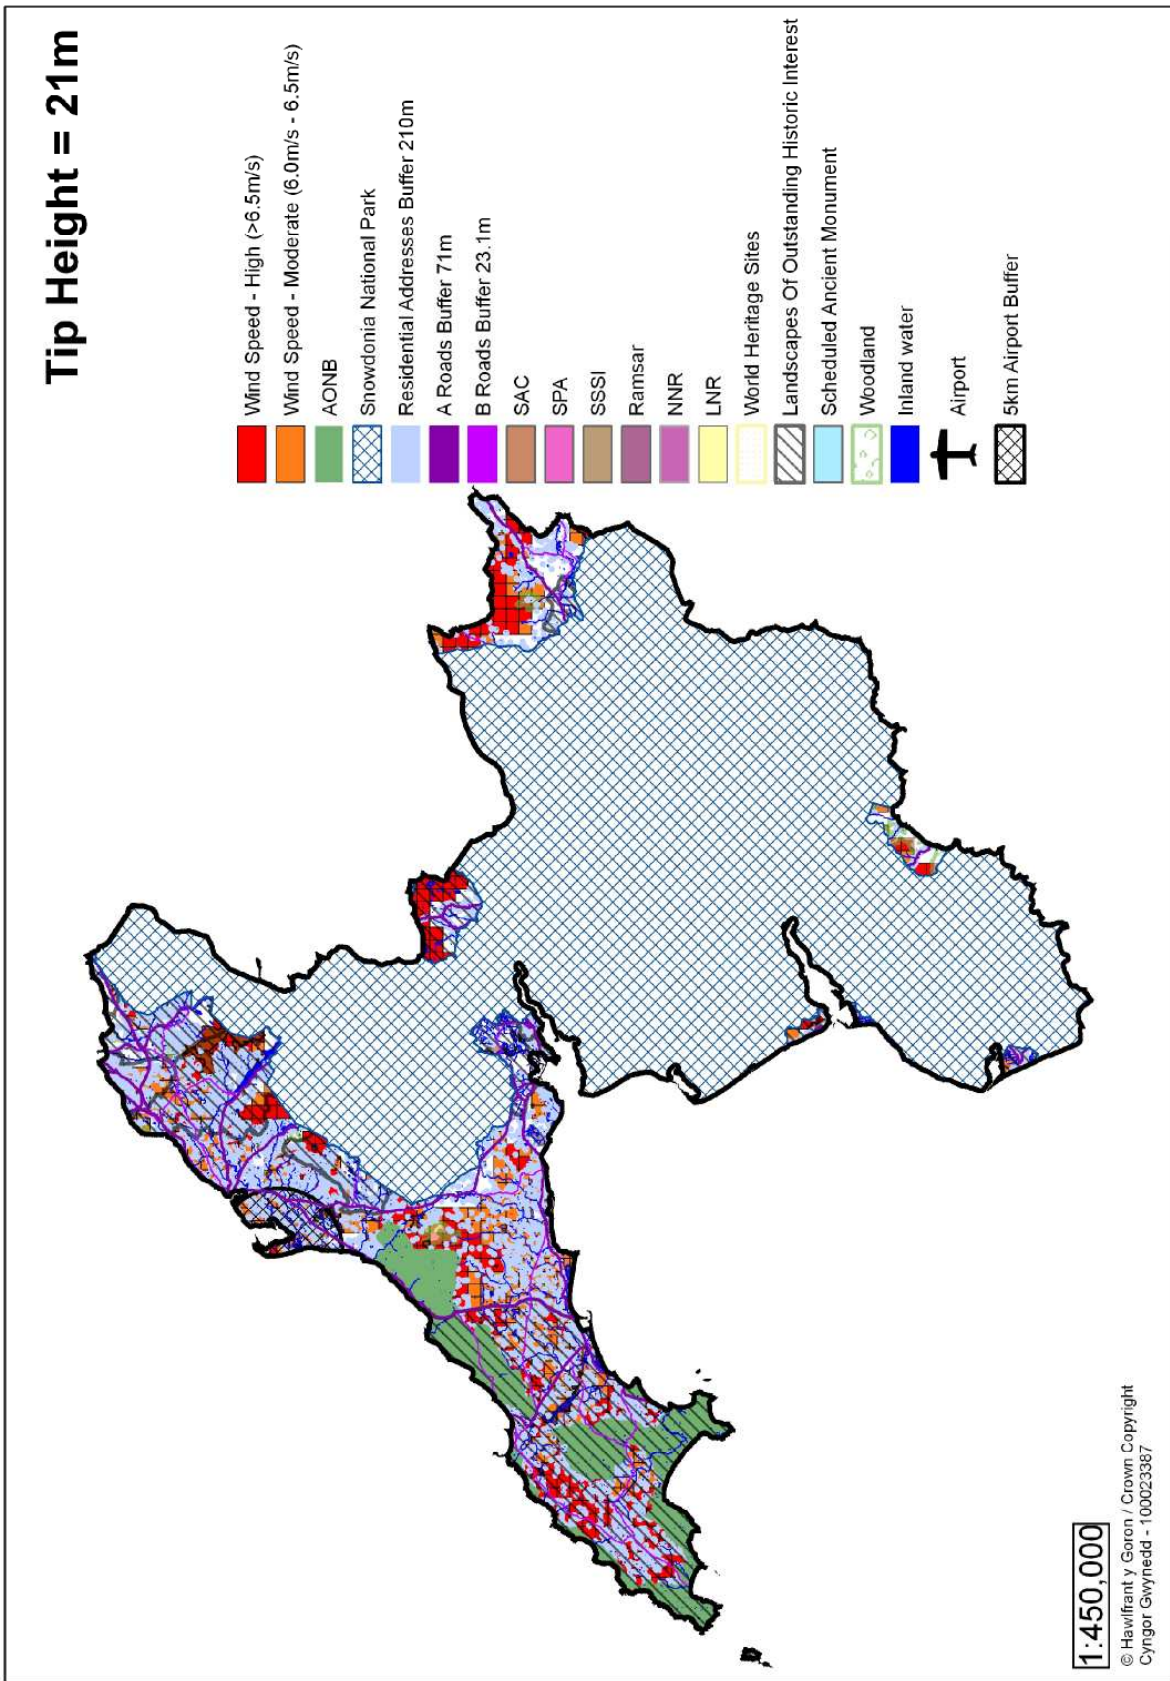 Tip Height = 21m
Wind Speed - High (>6.5m/s)
Wind Speed - Moderate (6.0m/s - 6.5m/s)
AONB
Snowdonia National Park
Residential Addresses Buffer 210m
A Roads Buffer 71m
B Roads Buffer 23.1m
SAC
SPA
SSSI
Ramsar
NNR
LNR
World Heritage Sites
Landscapes Of Outstanding Historic Interest
Scheduled Ancient Monument
Woodland
Inland water
Airport
5km Airport Buffer
1:450,000
© Hawlfrant y Goron / Crown Copyright
Cyngor Gwynedd - 100023387